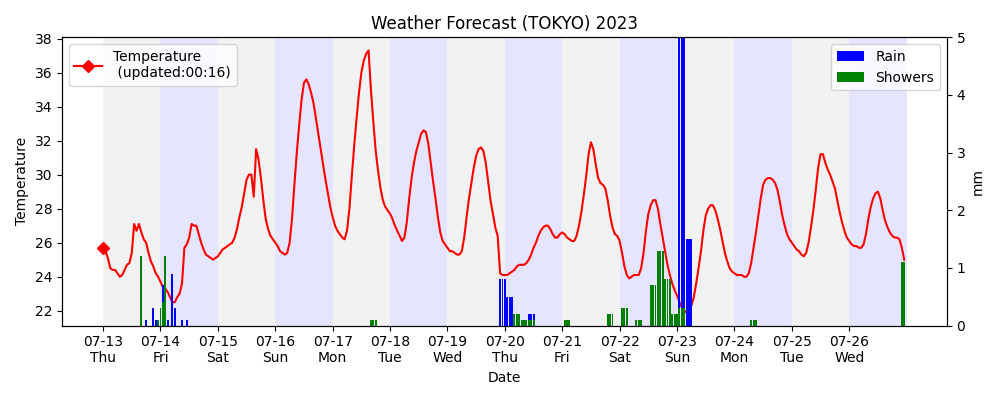 Weather Forecast (TOKYO) 2023
Temperature
(updated:00:16)
Rain
Showers
Temperature
38
36
34
32
30
28
26
24
22
5
4
3
2
1
0
mm
07-13 07-14 07-15 07-16 07-17 07-18 07-19 07-20 07-21 07-22 07-23 07-24 07-25 07-26
Thu Fri Sat Sun Mon Tue Wed Thu Fri Sat Sun Mon Tue Wed
Date